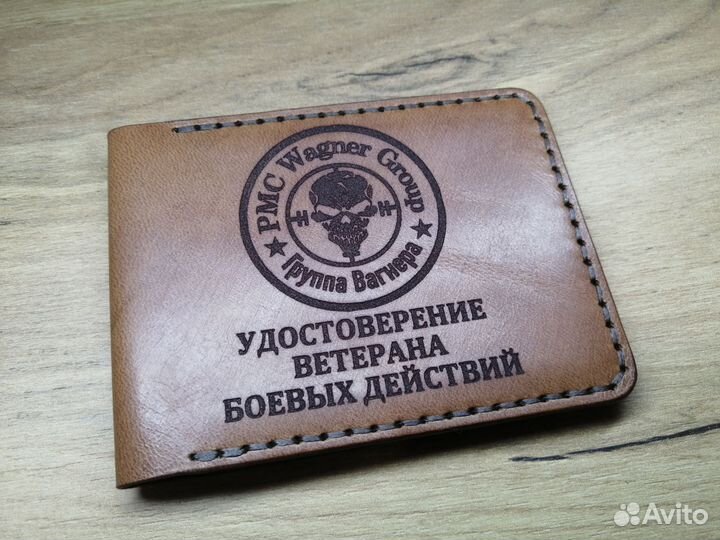 PMC Wagner Group
Группа Вагнера
УДОСТОВЕРЕНИЕ
ВЕТЕРАНА
БОЕВЫХ ДЕЙСТВИЙ
Avito